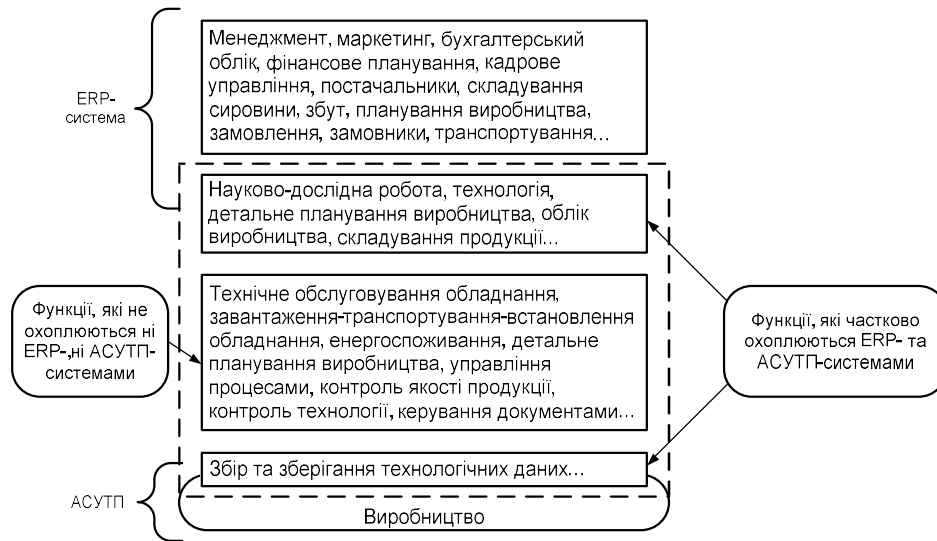 Менеджмент, маркетинг, бухгалтерський
облік, фінансове планування, кадрове
управління, постачальники, складування
сировини, збут, планування виробництва,
замовлення, замовники, транспортування...
ERP-
система
Науково-дослідна робота, технологія,
детальне планування виробництва, облік
виробництва, складування продукції...
Функції, які не
охоплюються ні
ERP-,ні АСУТП-
системами
Технічне обслуговування обладнання,
завантаження-транспортування-встановлення
обладнання, енергоспоживання, детальне
планування виробництва, управління
процесами, контроль якості продукції,
контроль технології, керування документами...
Функції, які частково
охоплюються ERP- та
АСУТП-системами
Збір та зберігання технологічних даних...
АСУТП
Виробництво